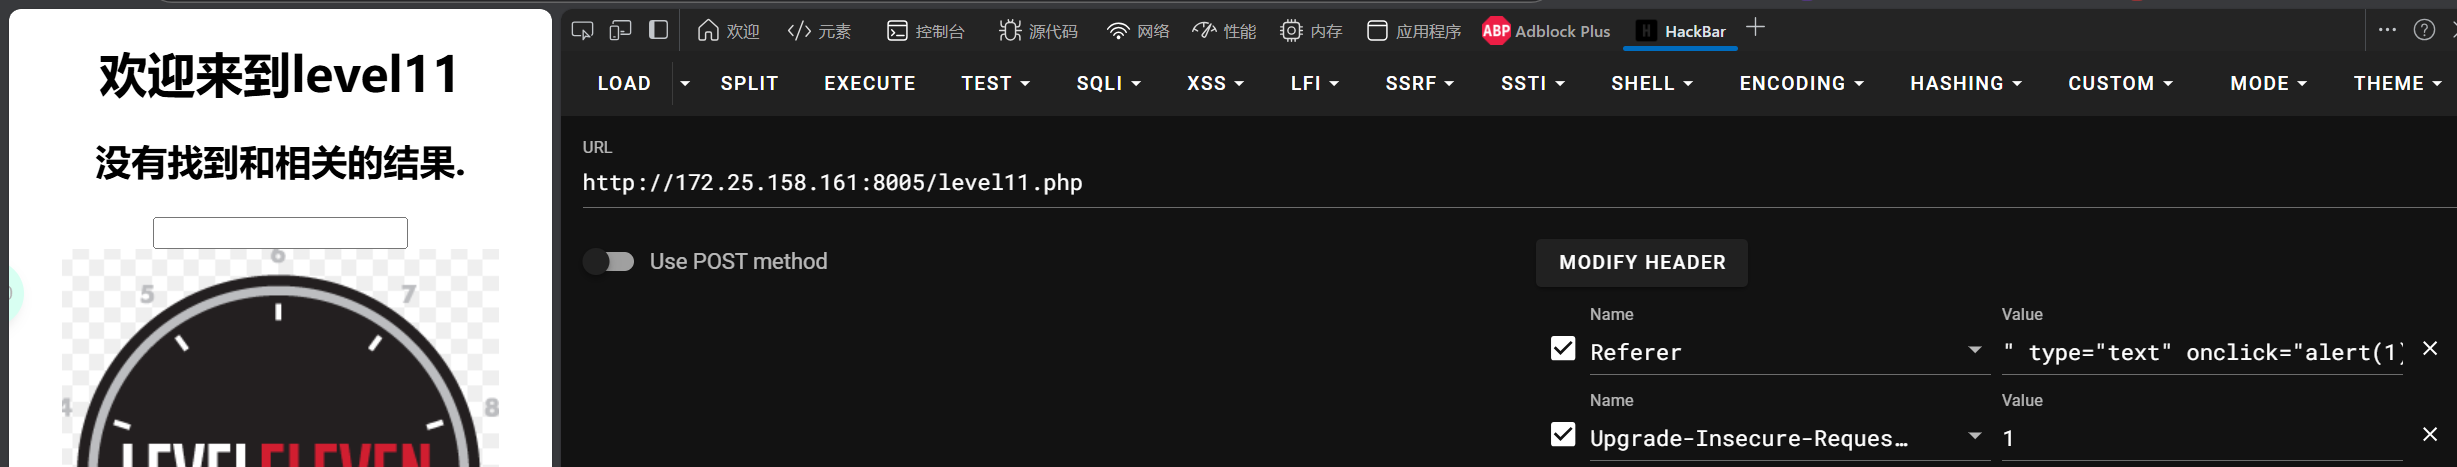 欢迎来到level11
没有找到和相关的结果.
6
5
7
4
8
LEVELELEVEN
欢迎
元素
控制台
源代码
网络
性能
内存
应用程序
ABP Adblock Plus
H HackBar
LOAD
SPLIT
EXECUTE
TEST
SQLI
XSS
LFI
SSRF
SSTI
SHELL
ENCODING
HASHING
CUSTOM
MODE
THEME
URL
http://172.25.158.161:8005/level11.php
Use POST method
MODIFY HEADER
Name
Value
Referer
" type="text" onclick="alert(1)
Name
Value
Upgrade-Insecure-Reques…
1